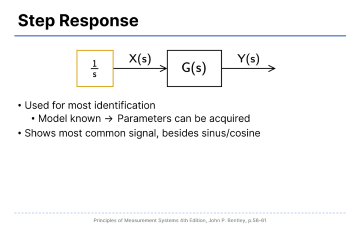 Step Response
1/s
X(s)
G(s)
Y(s)
• Used for most identification
• Model known → Parameters can be acquired
• Shows most common signal, besides sinus/cosine
Principles of Measurement Systems 4th Edition, John P. Bentley, p.58-61